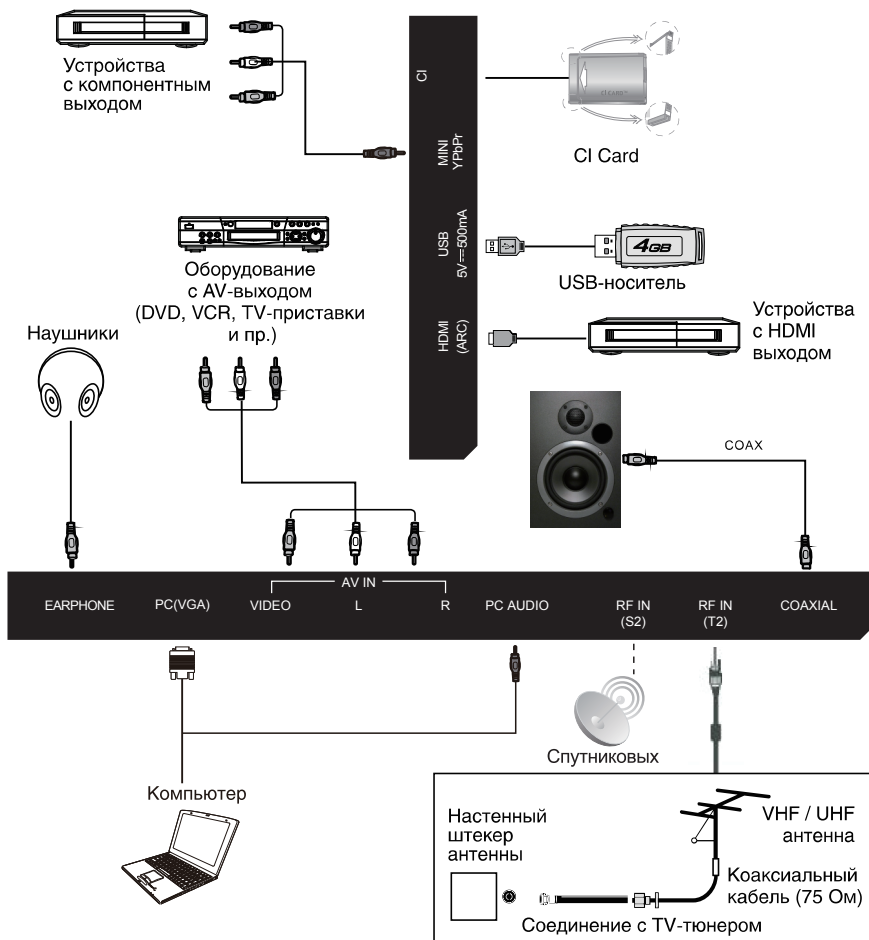 Устройства
с компонентным
выходом
CI
CI CARD™
CI Card
MINI
YPbPr
USB
5V⎓500mA
4GB
USB-носитель
Оборудование
с AV-выходом
(DVD, VCR, TV-приставки
и пр.)
Наушники
HDMI
(ARC)
Устройства
с HDMI
выходом
COAX
AV IN
EARPHONE
PC(VGA)
VIDEO
L
R
PC AUDIO
RF IN
(S2)
RF IN
(T2)
COAXIAL
Спутниковых
Компьютер
Настенный
штекер
антенны
VHF / UHF
антенна
Коаксиальный
кабель (75 Ом)
Соединение с TV-тюнером